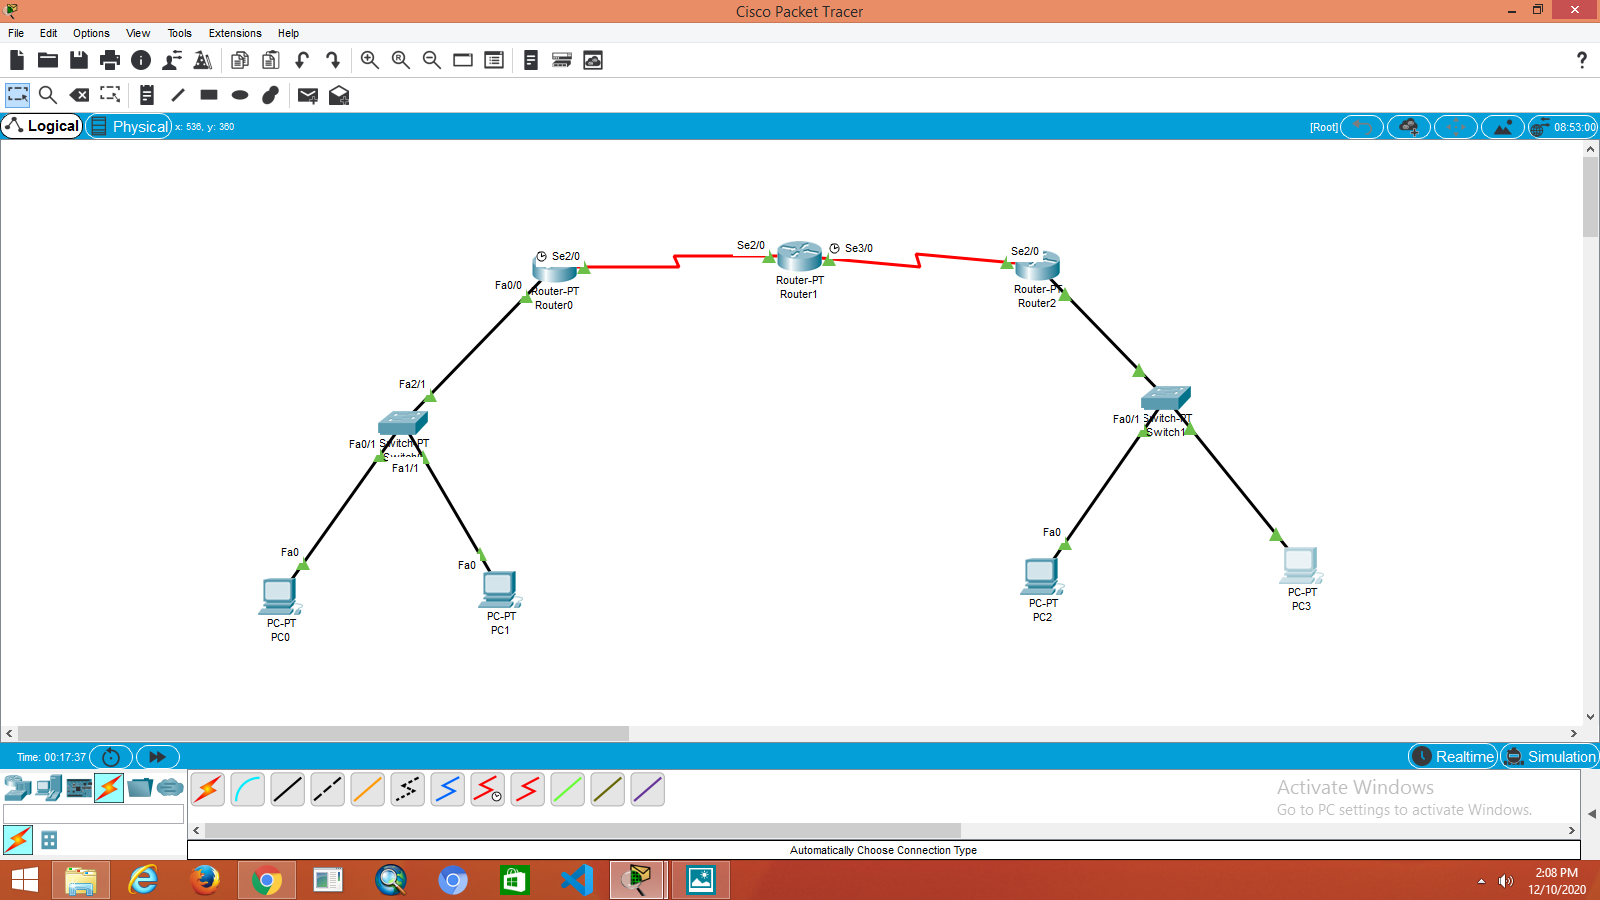 Cisco Packet Tracer
File Edit Options View Tools Extensions Help
Logical Physical x: 536, y: 360 [Root] 08:53:00
Se2/0 Se2/0 Se3/0 Se2/0
Fa0/0 Router-PT Router-PT Router-PT
Router0 Router1 Router2
Fa2/1
Fa0/1 Switch-PT
Fa1/1
Fa0/1 Switch-PT
Switch1
Fa0
PC-PT
PC0
Fa0
PC-PT
PC1
Fa0
PC-PT
PC2
PC-PT
PC3
Time: 00:17:37 Realtime Simulation
Activate Windows
Go to PC settings to activate Windows.
Automatically Choose Connection Type
2:08 PM
12/10/2020